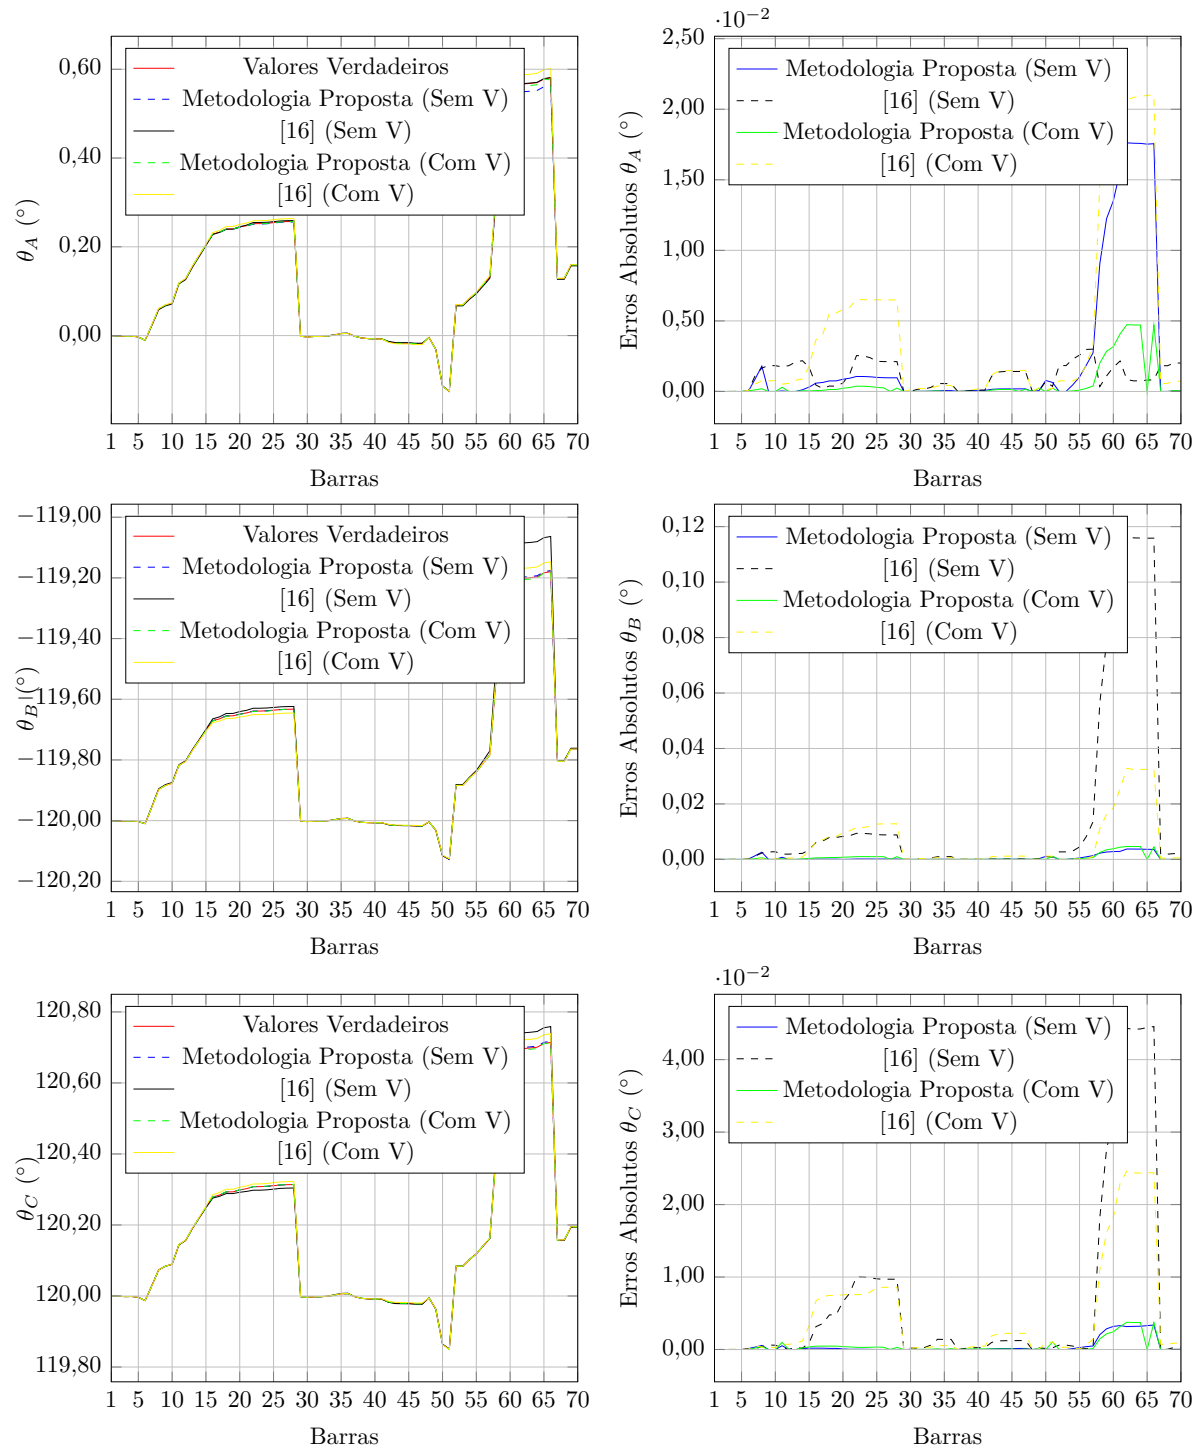 ·10−2
0,60
0,40
0,20
0,00
θA (°)
Valores Verdadeiros
Metodologia Proposta (Sem V)
[16] (Sem V)
Metodologia Proposta (Com V)
[16] (Com V)
1 5 10 15 20 25 30 35 40 45 50 55 60 65 70
Barras
2,50
2,00
1,50
1,00
0,50
0,00
Erros Absolutos θA (°)
Metodologia Proposta (Sem V)
[16] (Sem V)
Metodologia Proposta (Com V)
[16] (Com V)
1 5 10 15 20 25 30 35 40 45 50 55 60 65 70
Barras
−119,00
−119,20
−119,40
−119,60
−119,80
−120,00
−120,20
θB (°)
Valores Verdadeiros
Metodologia Proposta (Sem V)
[16] (Sem V)
Metodologia Proposta (Com V)
[16] (Com V)
1 5 10 15 20 25 30 35 40 45 50 55 60 65 70
Barras
0,12
0,10
0,08
0,06
0,04
0,02
0,00
Erros Absolutos θB (°)
Metodologia Proposta (Sem V)
[16] (Sem V)
Metodologia Proposta (Com V)
[16] (Com V)
1 5 10 15 20 25 30 35 40 45 50 55 60 65 70
Barras
120,80
120,60
120,40
120,20
120,00
119,80
θC (°)
Valores Verdadeiros
Metodologia Proposta (Sem V)
[16] (Sem V)
Metodologia Proposta (Com V)
[16] (Com V)
1 5 10 15 20 25 30 35 40 45 50 55 60 65 70
Barras
·10−2
4,00
3,00
2,00
1,00
0,00
Erros Absolutos θC (°)
Metodologia Proposta (Sem V)
[16] (Sem V)
Metodologia Proposta (Com V)
[16] (Com V)
1 5 10 15 20 25 30 35 40 45 50 55 60 65 70
Barras